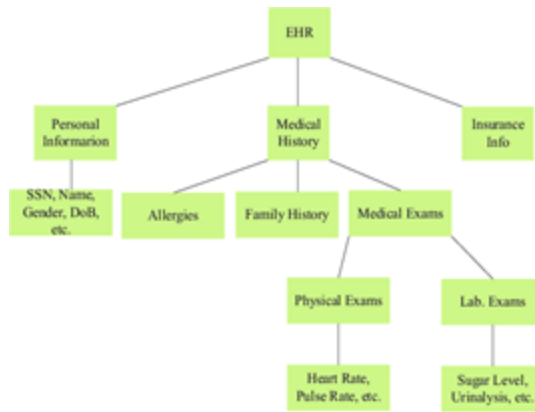 EHR
Personal
Informarion
Medical
History
Insurance
Info
SSN, Name,
Gender, DoB,
etc.
Allergies
Family History
Medical Exams
Physical Exams
Lab. Exams
Heart Rate,
Pulse Rate, etc.
Sugar Level,
Urinalysis, etc.